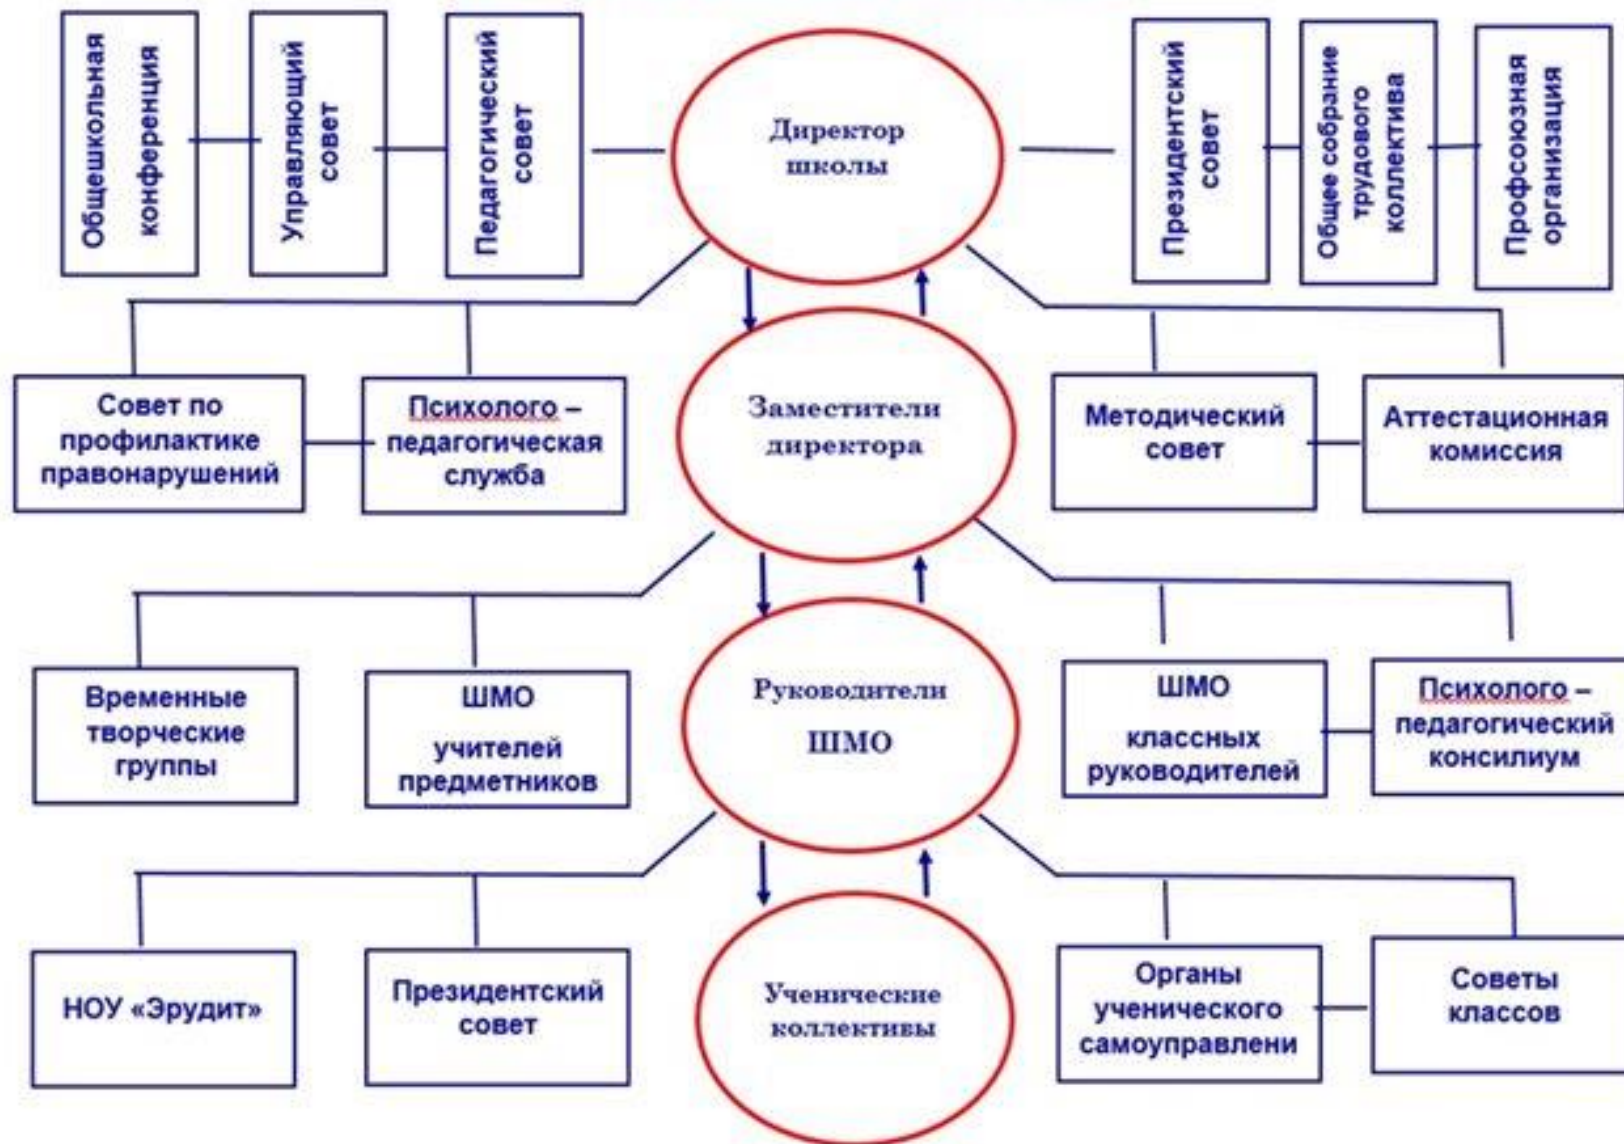 Общешкольная
конференция
Управляющий
совет
Педагогический
совет
Директор
школы
Президентский
совет
Общее собрание
трудового
коллектива
Профсоюзная
организация
Совет по
профилактике
правонарушений
Психолого –
педагогическая
служба
Заместители
директора
Методический
совет
Аттестационная
комиссия
Временные
творческие
группы
ШМО
учителей
предметников
Руководители
ШМО
ШМО
классных
руководителей
Психолого –
педагогический
консилиум
НОУ «Эрудит»
Президентский
совет
Ученические
коллективы
Органы
ученического
самоуправлени
Советы
классов